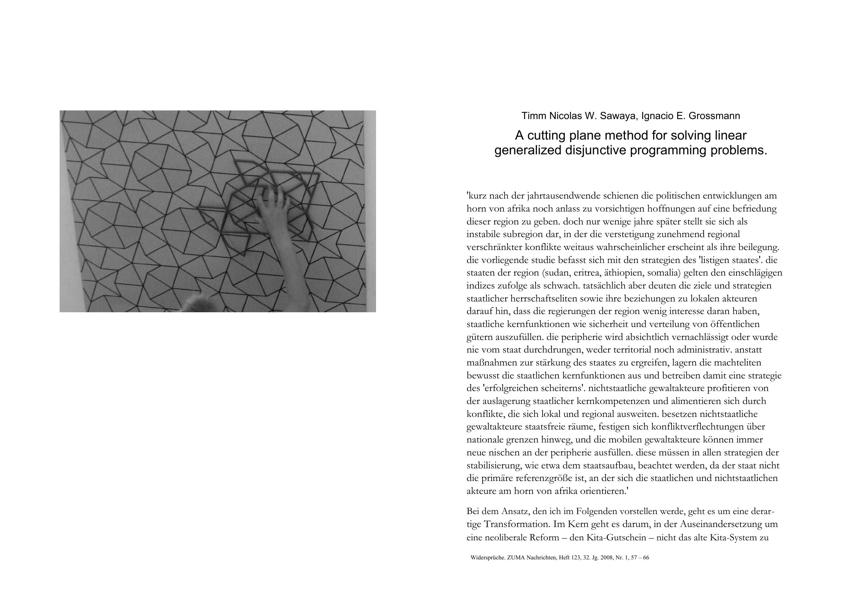 Timm Nicolas W. Sawaya, Ignacio E. Grossmann
A cutting plane method for solving linear
generalized disjunctive programming problems.
'kurz nach der jahrtausendwende schienen die politischen entwicklungen am
horn von afrika noch anlass zu vorsichtigen hoffnungen auf eine befriedung
dieser region zu geben. doch nur wenige jahre später stellt sie sich als
instabile subregion dar, in der die verstetigung zunehmend regional
verschränkter konflikte weitaus wahrscheinlicher erscheint als ihre beilegung.
die vorliegende studie befasst sich mit den strategien des 'listigen staates'. die
staaten der region (sudan, eritrea, äthiopien, somalia) gelten den einschlägigen
indizes zufolge als schwach. tatsächlich aber deuten die ziele und strategien
staatlicher herrschaftseliten sowie ihre beziehungen zu lokalen akteuren
darauf hin, dass die regierungen der region wenig interesse daran haben,
staatliche kernfunktionen wie sicherheit und verteilung von öffentlichen
gütern auszufüllen. die peripherie wird absichtlich vernachlässigt oder wurde
nie vom staat durchdrungen, weder territorial noch administrativ. anstatt
maßnahmen zur stärkung des staates zu ergreifen, lagern die machteliten
bewusst die staatlichen kernfunktionen aus und betreiben damit eine strategie
des 'erfolgreichen scheiterns'. nichtstaatliche gewaltakteure profitieren von
der auslagerung staatlicher kernkompetenzen und alimentieren sich durch
konflikte, die sich lokal und regional ausweiten. besetzen nichtstaatliche
gewaltakteure staatsfreie räume, festigen sich konfliktverflechtungen über
nationale grenzen hinweg, und die mobilen gewaltakteure können immer
neue nischen an der peripherie ausfüllen. diese müssen in allen strategien der
stabilisierung, wie etwa dem staatsaufbau, beachtet werden, da der staat nicht
die primäre referenzgröße ist, an der sich die staatlichen und nichtstaatlichen
akteure am horn von afrika orientieren.'
Bei dem Ansatz, den ich im Folgenden vorstellen werde, geht es um eine derar-
tige Transformation. Im Kern geht es darum, in der Auseinandersetzung um
eine neoliberale Reform – den Kita-Gutschein – nicht das alte Kita-System zu
Widersprüche. ZUMA Nachrichten, Heft 123, 32. Jg. 2008, Nr. 1, 57 – 66